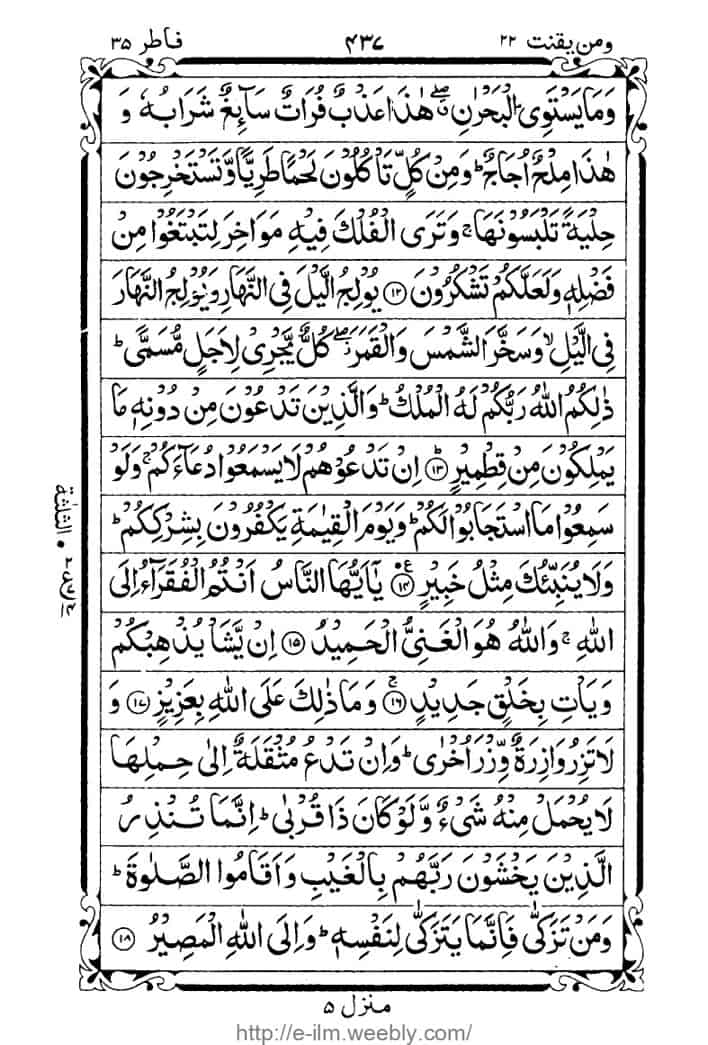 ومن يقنت ٢٢
٤٣٧
فاطر ٣٥
وَمَا يَسْتَوِى الْبَحْرٰنِ ۖ هٰذَا عَذْبٌ فُرَاتٌ سَآئِغٌ شَرَابُهٗ وَ
هٰذَا مِلْحٌ اُجَاجٌ ؕ وَمِنْ كُلٍّ تَاْكُلُوْنَ لَحْمًا طَرِيًّا وَّتَسْتَخْرِجُوْنَ
حِلْيَةً تَلْبَسُوْنَهَا ۚ وَتَرَى الْفُلْكَ فِيْهِ مَوَاخِرَ لِتَبْتَغُوْا مِنْ
فَضْلِهٖ وَلَعَلَّكُمْ تَشْكُرُوْنَ ۝١٢ يُوْلِجُ الَّيْلَ فِى النَّهَارِ وَيُوْلِجُ النَّهَارَ
فِى الَّيْلِ ۙ وَسَخَّرَ الشَّمْسَ وَالْقَمَرَ ۖ كُلٌّ يَّجْرِىْ لِاَجَلٍ مُّسَمًّى ؕ
ذٰلِكُمُ اللّٰهُ رَبُّكُمْ لَهُ الْمُلْكُ ؕ وَالَّذِيْنَ تَدْعُوْنَ مِنْ دُوْنِهٖ مَا
يَمْلِكُوْنَ مِنْ قِطْمِيْرٍ ؕ ۝١٣ اِنْ تَدْعُوْهُمْ لَا يَسْمَعُوْا دُعَآءَكُمْ ۚ وَلَوْ
سَمِعُوْا مَا اسْتَجَابُوْا لَكُمْ ؕ وَيَوْمَ الْقِيٰمَةِ يَكْفُرُوْنَ بِشِرْكِكُمْ ؕ
وَلَا يُنَبِّئُكَ مِثْلُ خَبِيْرٍ ۝١٤ ع يٰۤاَيُّهَا النَّاسُ اَنْتُمُ الْفُقَرَآءُ اِلَى
اللّٰهِ ۚ وَاللّٰهُ هُوَ الْغَنِىُّ الْحَمِيْدُ ۝١٥ اِنْ يَّشَاْ يُذْهِبْكُمْ
وَيَاْتِ بِخَلْقٍ جَدِيْدٍ ۚ ۝١٦ وَمَا ذٰلِكَ عَلَى اللّٰهِ بِعَزِيْزٍ ۝١٧ وَ
لَا تَزِرُ وَازِرَةٌ وِّزْرَ اُخْرٰى ؕ وَاِنْ تَدْعُ مُثْقَلَةٌ اِلٰى حِمْلِهَا
لَا يُحْمَلْ مِنْهُ شَىْءٌ وَّلَوْ كَانَ ذَا قُرْبٰى ؕ اِنَّمَا تُنْذِرُ
الَّذِيْنَ يَخْشَوْنَ رَبَّهُمْ بِالْغَيْبِ وَاَقَامُوا الصَّلٰوةَ ؕ
وَمَنْ تَزَكّٰى فَاِنَّمَا يَتَزَكّٰى لِنَفْسِهٖ ؕ وَاِلَى اللّٰهِ الْمَصِيْرُ ۝١٨
الثلثة
منزل ٥
http://e-ilm.weebly.com/